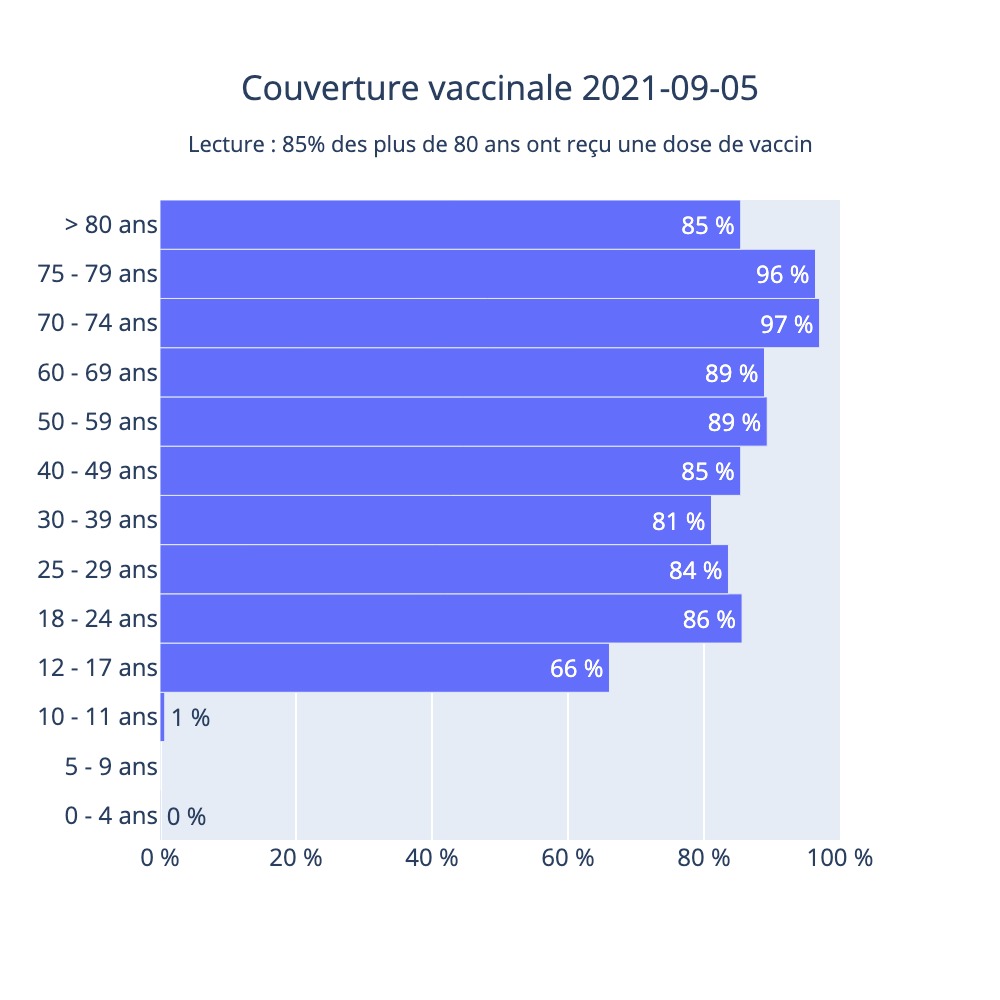 Couverture vaccinale 2021-09-05
Lecture : 85% des plus de 80 ans ont reçu une dose de vaccin
> 80 ans 85 %
75 - 79 ans 96 %
70 - 74 ans 97 %
60 - 69 ans 89 %
50 - 59 ans 89 %
40 - 49 ans 85 %
30 - 39 ans 81 %
25 - 29 ans 84 %
18 - 24 ans 86 %
12 - 17 ans 66 %
10 - 11 ans 1 %
5 - 9 ans
0 - 4 ans 0 %
0 % 20 % 40 % 60 % 80 % 100 %